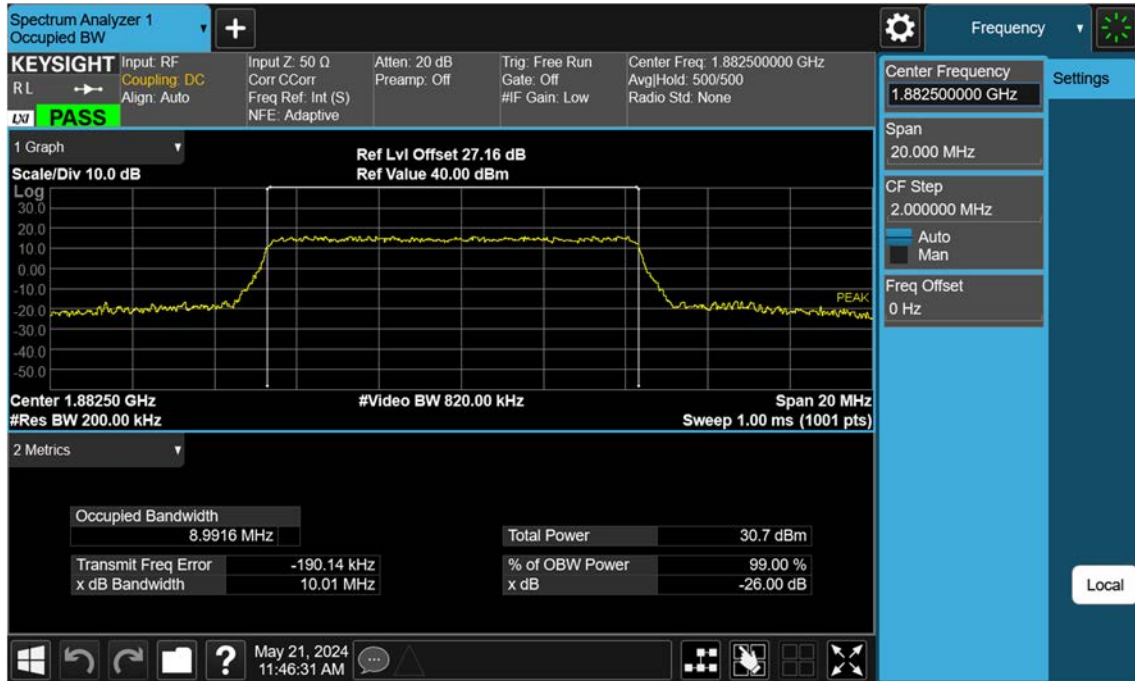 Spectrum Analyzer 1
Occupied BW
+
Frequency
KEYSIGHT
R L
LXI
PASS
Input: RF
Coupling: DC
Align: Auto
Input Z: 50 Ω
Corr CCorr
Freq Ref: Int (S)
NFE: Adaptive
Atten: 20 dB
Preamp: Off
Trig: Free Run
Gate: Off
#IF Gain: Low
Center Freq: 1.882500000 GHz
Avg|Hold: 500/500
Radio Std: None
Center Frequency
1.882500000 GHz
Settings
Span
20.000 MHz
CF Step
2.000000 MHz
Auto
Man
Freq Offset
0 Hz
Local
1 Graph
Scale/Div 10.0 dB
Ref Lvl Offset 27.16 dB
Ref Value 40.00 dBm
Log
30.0
20.0
10.0
0.00
-10.0
-20.0
-30.0
-40.0
-50.0
PEAK
Center 1.88250 GHz
#Video BW 820.00 kHz
Span 20 MHz
#Res BW 200.00 kHz
Sweep 1.00 ms (1001 pts)
2 Metrics
Occupied Bandwidth
8.9916 MHz
Total Power 30.7 dBm
Transmit Freq Error -190.14 kHz
% of OBW Power 99.00 %
x dB Bandwidth 10.01 MHz
x dB -26.00 dB
?
May 21, 2024
11:46:31 AM